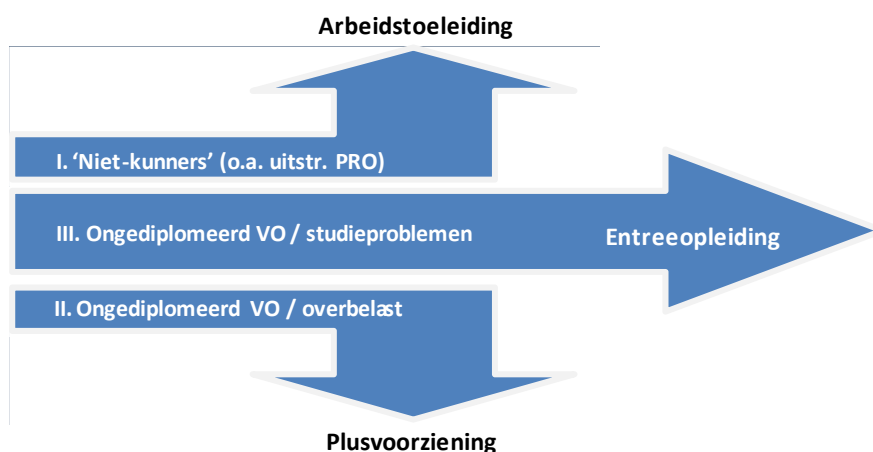 Arbeidstoeleiding
I. ‘Niet-kunners’ (o.a. uitstr. PRO)
III. Ongediplomeerd VO / studieproblemen
Entreeopleiding
II. Ongediplomeerd VO / overbelast
Plusvoorziening